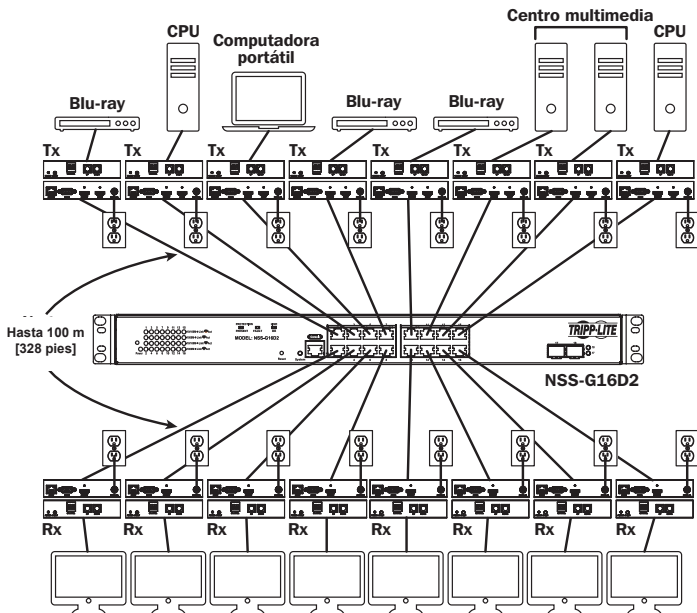 Centro multimedia
CPU
Computadora
portátil
CPU
Blu-ray
Blu-ray
Blu-ray
Tx
Tx
Tx
Tx
Tx
Tx
Tx
Tx
Hasta 100 m
[328 pies]
MODEL: NSS-G16D2
TRIPP·LITE
NSS-G16D2
Rx
Rx
Rx
Rx
Rx
Rx
Rx
Rx